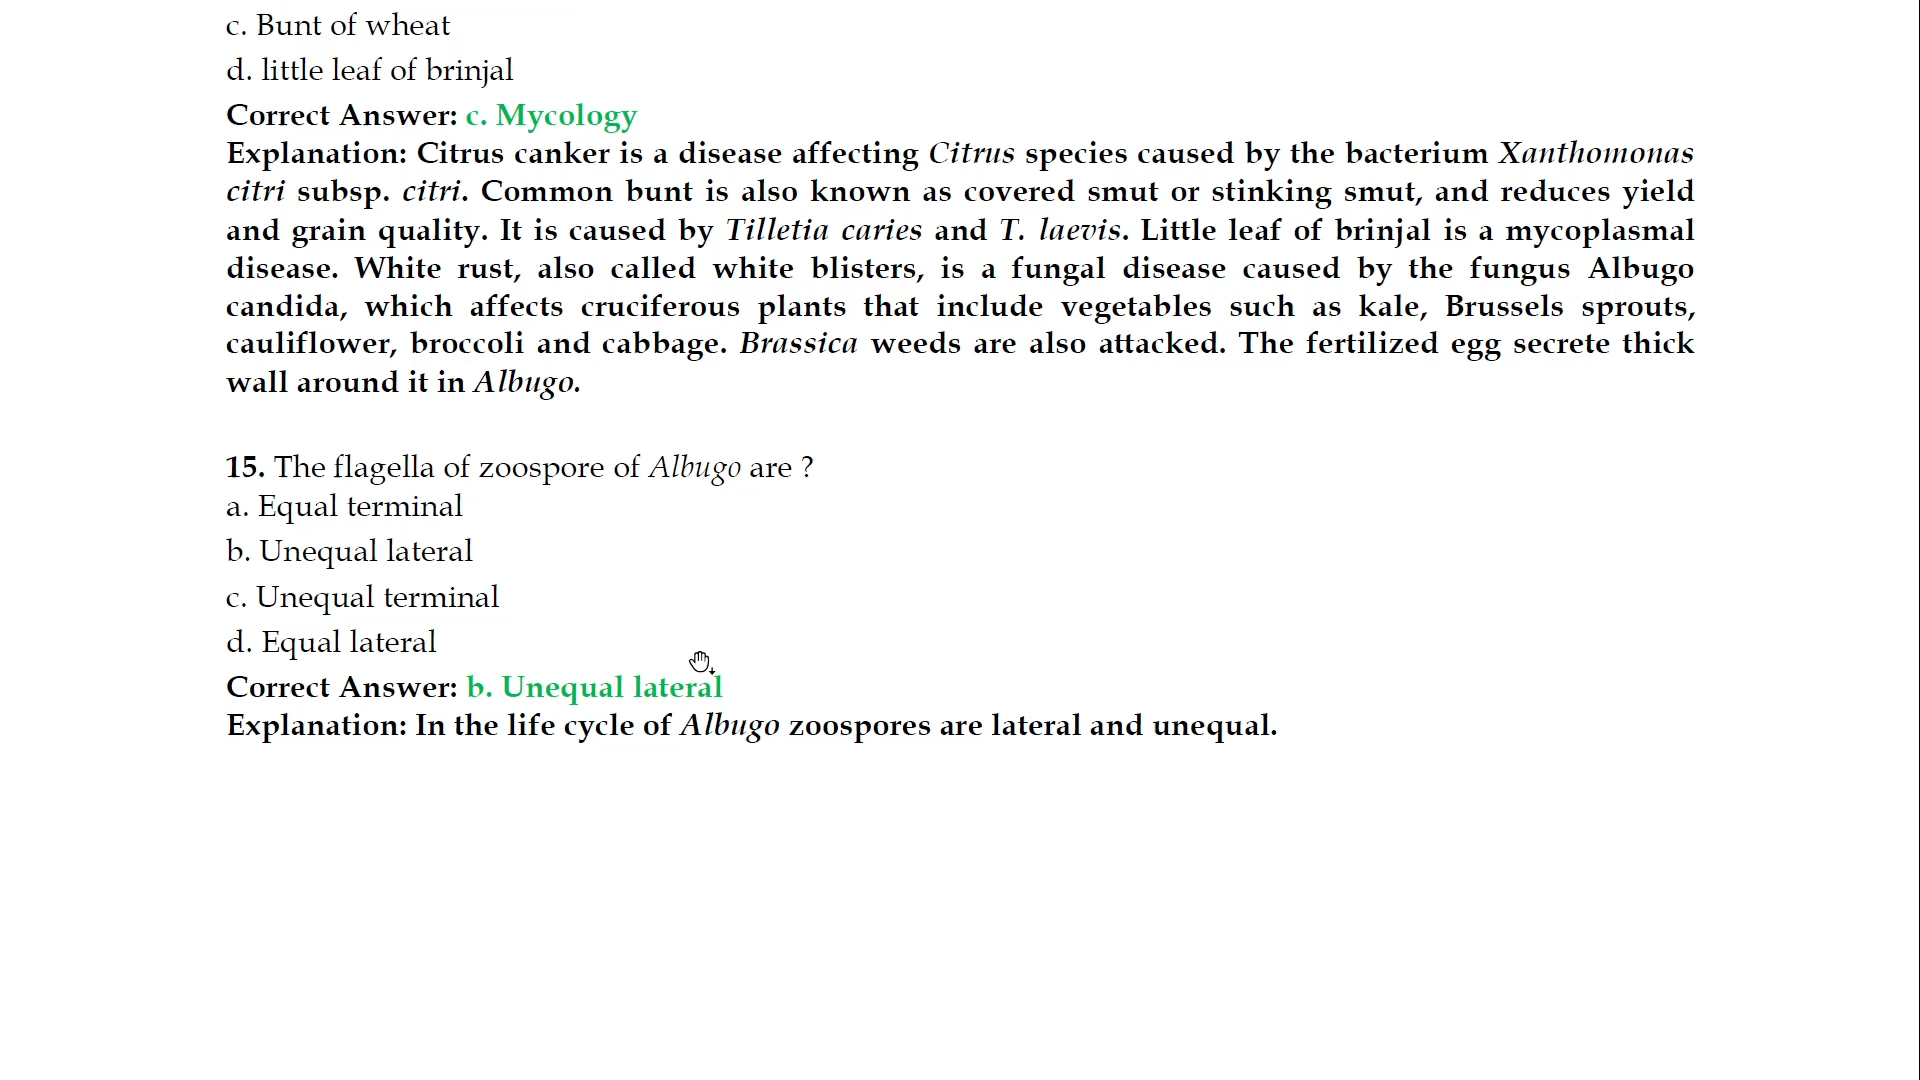 c. Bunt of wheat
d. little leaf of brinjal
Correct Answer: c. Mycology
Explanation: Citrus canker is a disease affecting Citrus species caused by the bacterium Xanthomonas
citri subsp. citri. Common bunt is also known as covered smut or stinking smut, and reduces yield
and grain quality. It is caused by Tilletia caries and T. laevis. Little leaf of brinjal is a mycoplasmal
disease. White rust, also called white blisters, is a fungal disease caused by the fungus Albugo
candida, which affects cruciferous plants that include vegetables such as kale, Brussels sprouts,
cauliflower, broccoli and cabbage. Brassica weeds are also attacked. The fertilized egg secrete thick
wall around it in Albugo.
15. The flagella of zoospore of Albugo are ?
a. Equal terminal
b. Unequal lateral
c. Unequal terminal
d. Equal lateral
Correct Answer: b. Unequal lateral
Explanation: In the life cycle of Albugo zoospores are lateral and unequal.